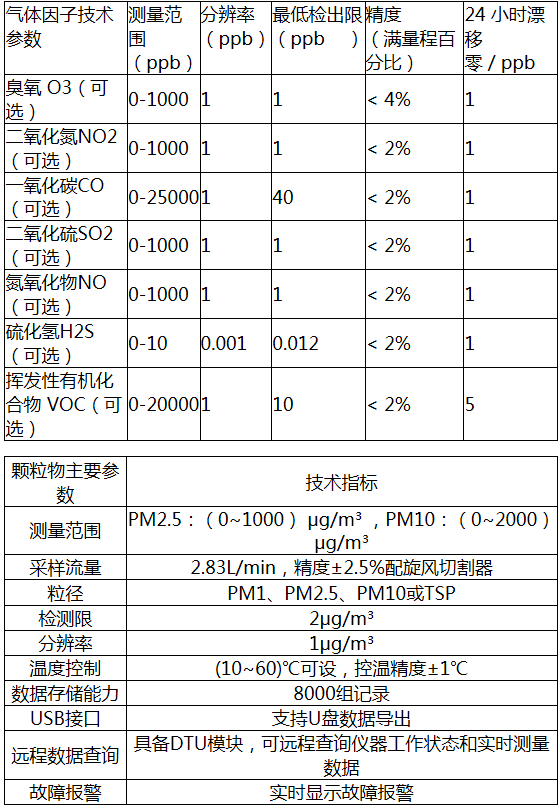 气体因子技术参数 测量范围（ppb） 分辨率（ppb） 最低检出限（ppb ） 精度（满量程百分比） 24 小时漂移零／ppb
臭氧 O3（可选） 0-1000 1 1 < 4% 1
二氧化氮NO2（可选） 0-1000 1 1 < 2% 1
一氧化碳CO（可选） 0-25000 1 40 < 2% 1
二氧化硫SO2（可选） 0-1000 1 1 < 2% 1
氮氧化物NO（可选） 0-1000 1 1 < 2% 1
硫化氢H2S（可选） 0-10 0.001 0.012 < 2% 1
挥发性有机化合物 VOC（可选） 0-20000 1 10 < 2% 5
颗粒物主要参数 技术指标
测量范围 PM2.5：（0~1000） μg/m³ ，PM10：（0~2000）μg/m³
采样流量 2.83L/min，精度±2.5%配旋风切割器
粒径 PM1、PM2.5、PM10或TSP
检测限 2μg/m³
分辨率 1μg/m³
温度控制 (10~60)℃可设，控温精度±1℃
数据存储能力 8000组记录
USB接口 支持U盘数据导出
远程数据查询 具备DTU模块，可远程查询仪器工作状态和实时测量数据
故障报警 实时显示故障报警